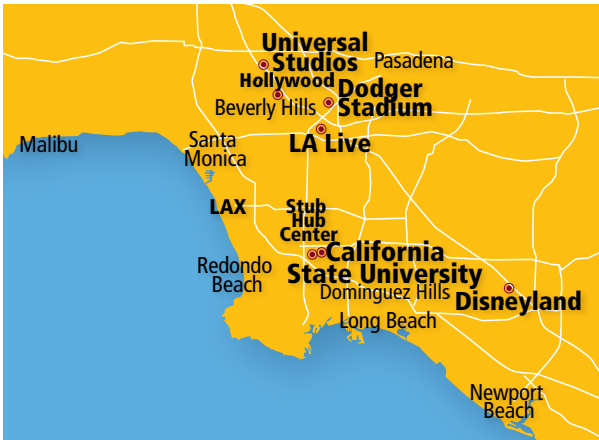 Universal
Studios
Pasadena
Hollywood
Dodger
Stadium
Beverly Hills
LA Live
Malibu
Santa
Monica
LAX
Stub
Hub
Center
California
State University
Dominguez Hills
Redondo
Beach
Disneyland
Long Beach
Newport
Beach